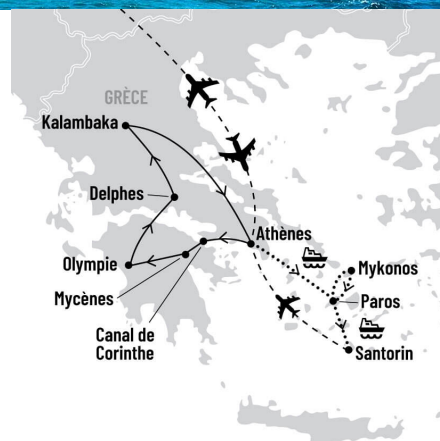 GRÈCE
Kalambaka
Delphes
Athènes
Olympie
Mykonos
Mycènes
Paros
Canal de
Corinthe
Santorin